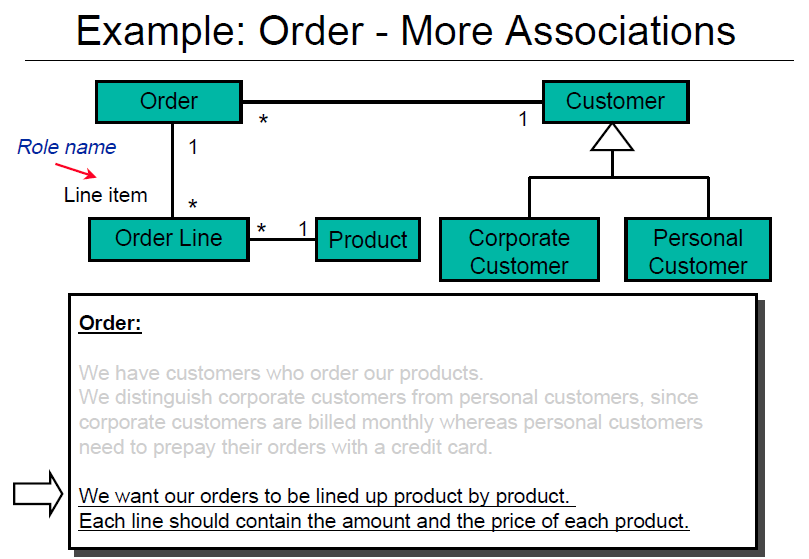 Example: Order - More Associations
Order
Customer
*
1
Role name
1
Line item
*
Order Line
*
1
Product
Corporate
Customer
Personal
Customer
Order:
We have customers who order our products.
We distinguish corporate customers from personal customers, since
corporate customers are billed monthly whereas personal customers
need to prepay their orders with a credit card.
We want our orders to be lined up product by product.
Each line should contain the amount and the price of each product.